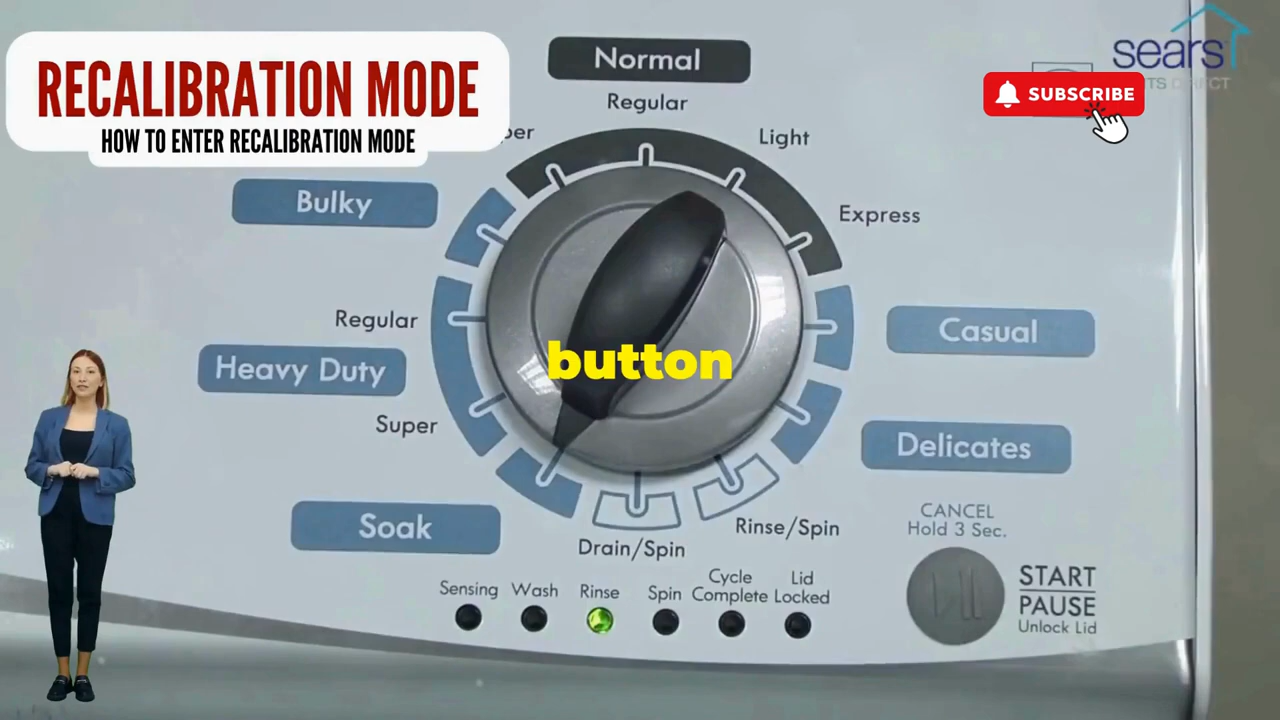 RECALIBRATION MODE
HOW TO ENTER RECALIBRATION MODE
sears
SUBSCRIBE
Normal
Regular
Light
Express
Bulky
Regular
Heavy Duty
Super
Casual
Delicates
button
Soak
Drain/Spin
Rinse/Spin
CANCEL
Hold 3 Sec.
START
PAUSE
Unlock Lid
Sensing
Wash
Rinse
Spin
Cycle
Complete
Lid
Locked